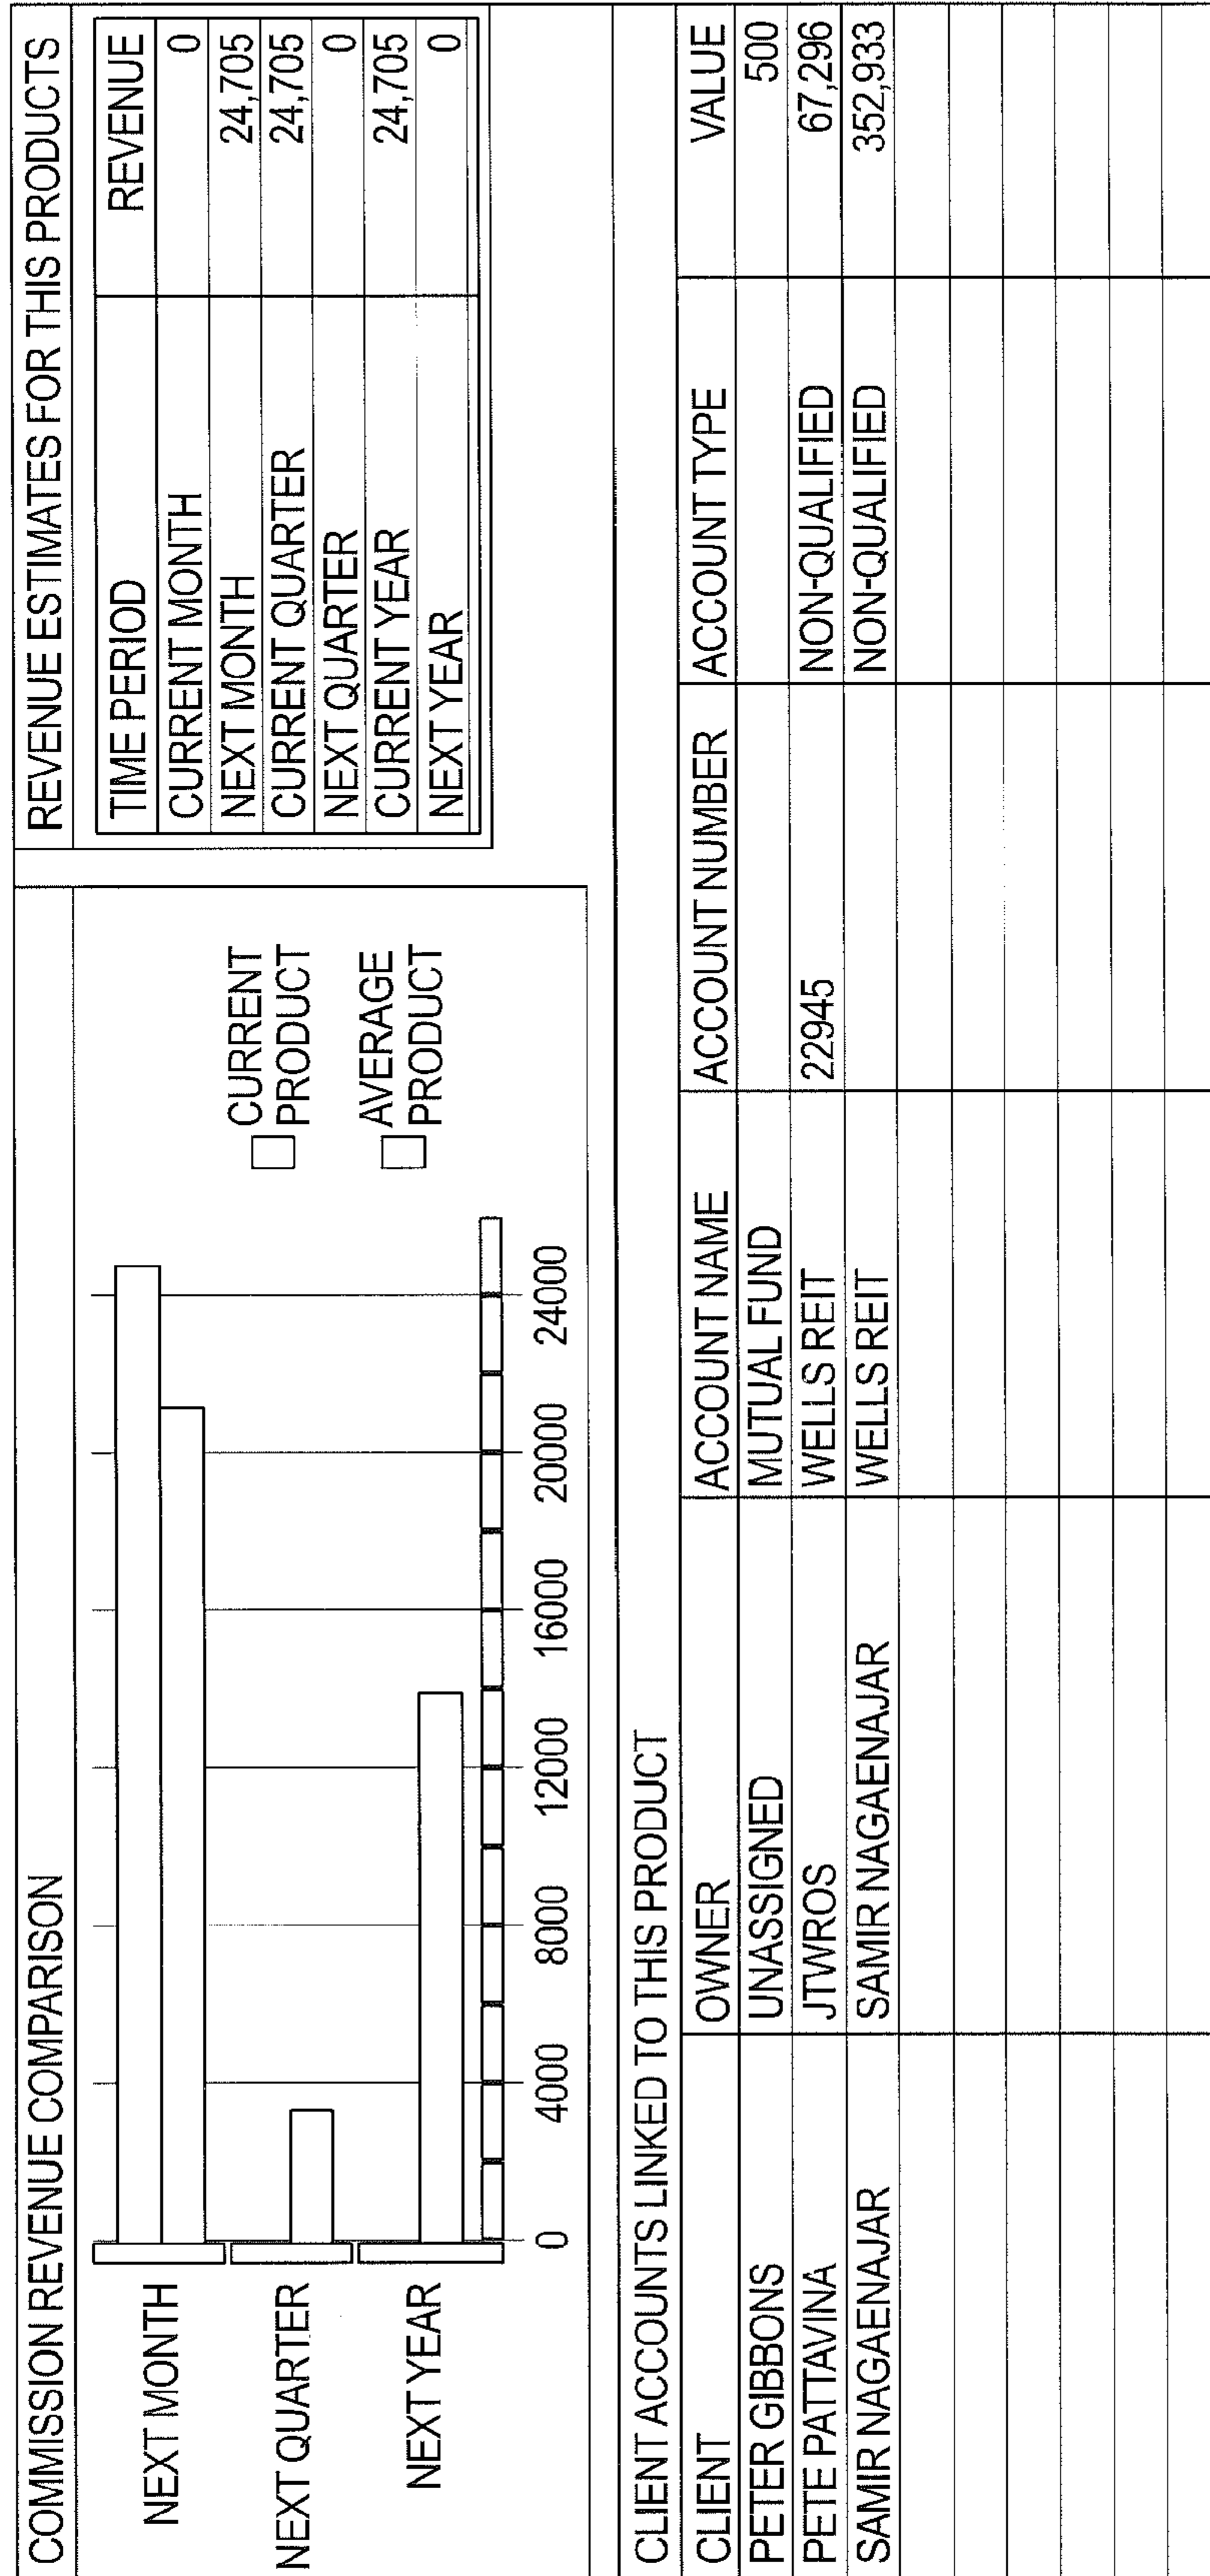 COMMISSION REVENUE COMPARISON
NEXT MONTH
NEXT QUARTER
NEXT YEAR
0 4000 8000 12000 16000 20000 24000
CURRENT
PRODUCT
AVERAGE
PRODUCT
REVENUE ESTIMATES FOR THIS PRODUCTS
TIME PERIOD REVENUE
CURRENT MONTH 0
NEXT MONTH 24,705
CURRENT QUARTER 24,705
NEXT QUARTER 0
CURRENT YEAR 24,705
NEXT YEAR 0
CLIENT ACCOUNTS LINKED TO THIS PRODUCT
CLIENT OWNER ACCOUNT NAME ACCOUNT NUMBER ACCOUNT TYPE VALUE
PETER GIBBONS UNASSIGNED MUTUAL FUND 500
PETE PATTAVINA JTWROS WELLS REIT 22945 NON-QUALIFIED 67,296
SAMIR NAGAENAJAR SAMIR NAGAENAJAR WELLS REIT NON-QUALIFIED 352,933